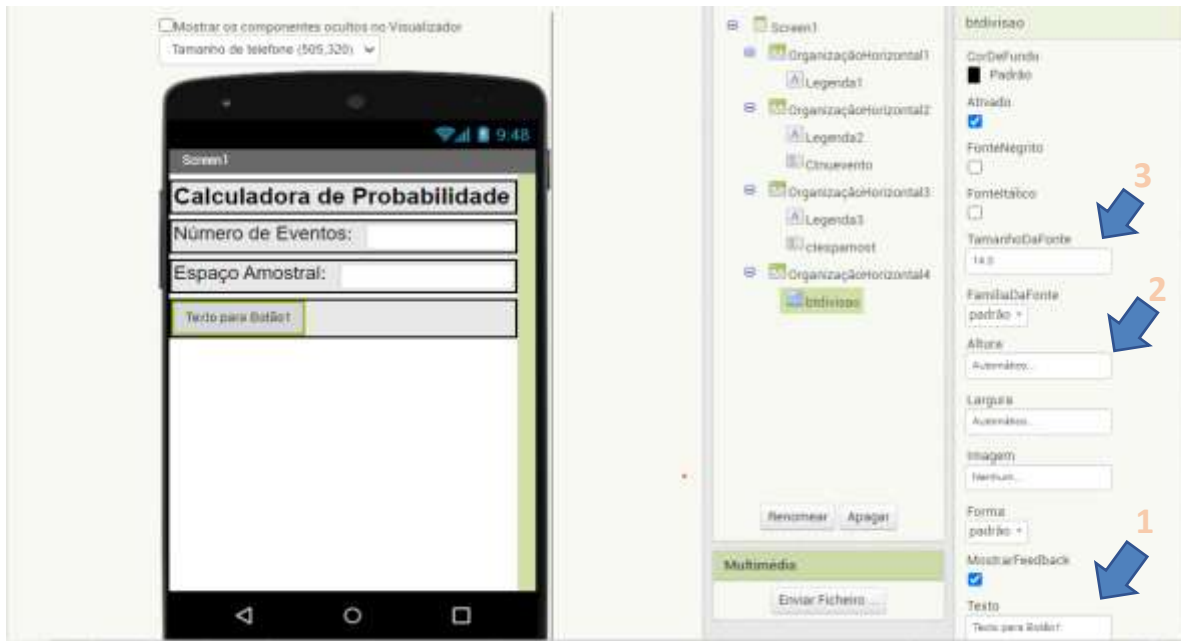 Mostrar os componentes ocultos no Visualizador
Tamanho de telefone (505,320)
9:48
Screen1
Calculadora de Probabilidade
Número de Eventos:
Espaço Amostral:
Texto para Botão1
Screen1
OrganizaçãoHorizontal1
Legenda1
OrganizaçãoHorizontal2
Legenda2
Ctnuevento
OrganizaçãoHorizontal3
Legenda3
ctespamost
OrganizaçãoHorizontal4
btdivisao
Renomear
Apagar
Multimédia
Enviar Ficheiro ...
btdivisao
CorDeFundo
Padrão
Ativado
FonteNegrito
FonteItálico
3
TamanhoDaFonte
14.0
FamíliaDaFonte
2
padrão
Altura
Automático...
Largura
Automático...
Imagem
Nenhum...
Forma
padrão
1
MostrarFeedback
Texto
Texto para Botão1